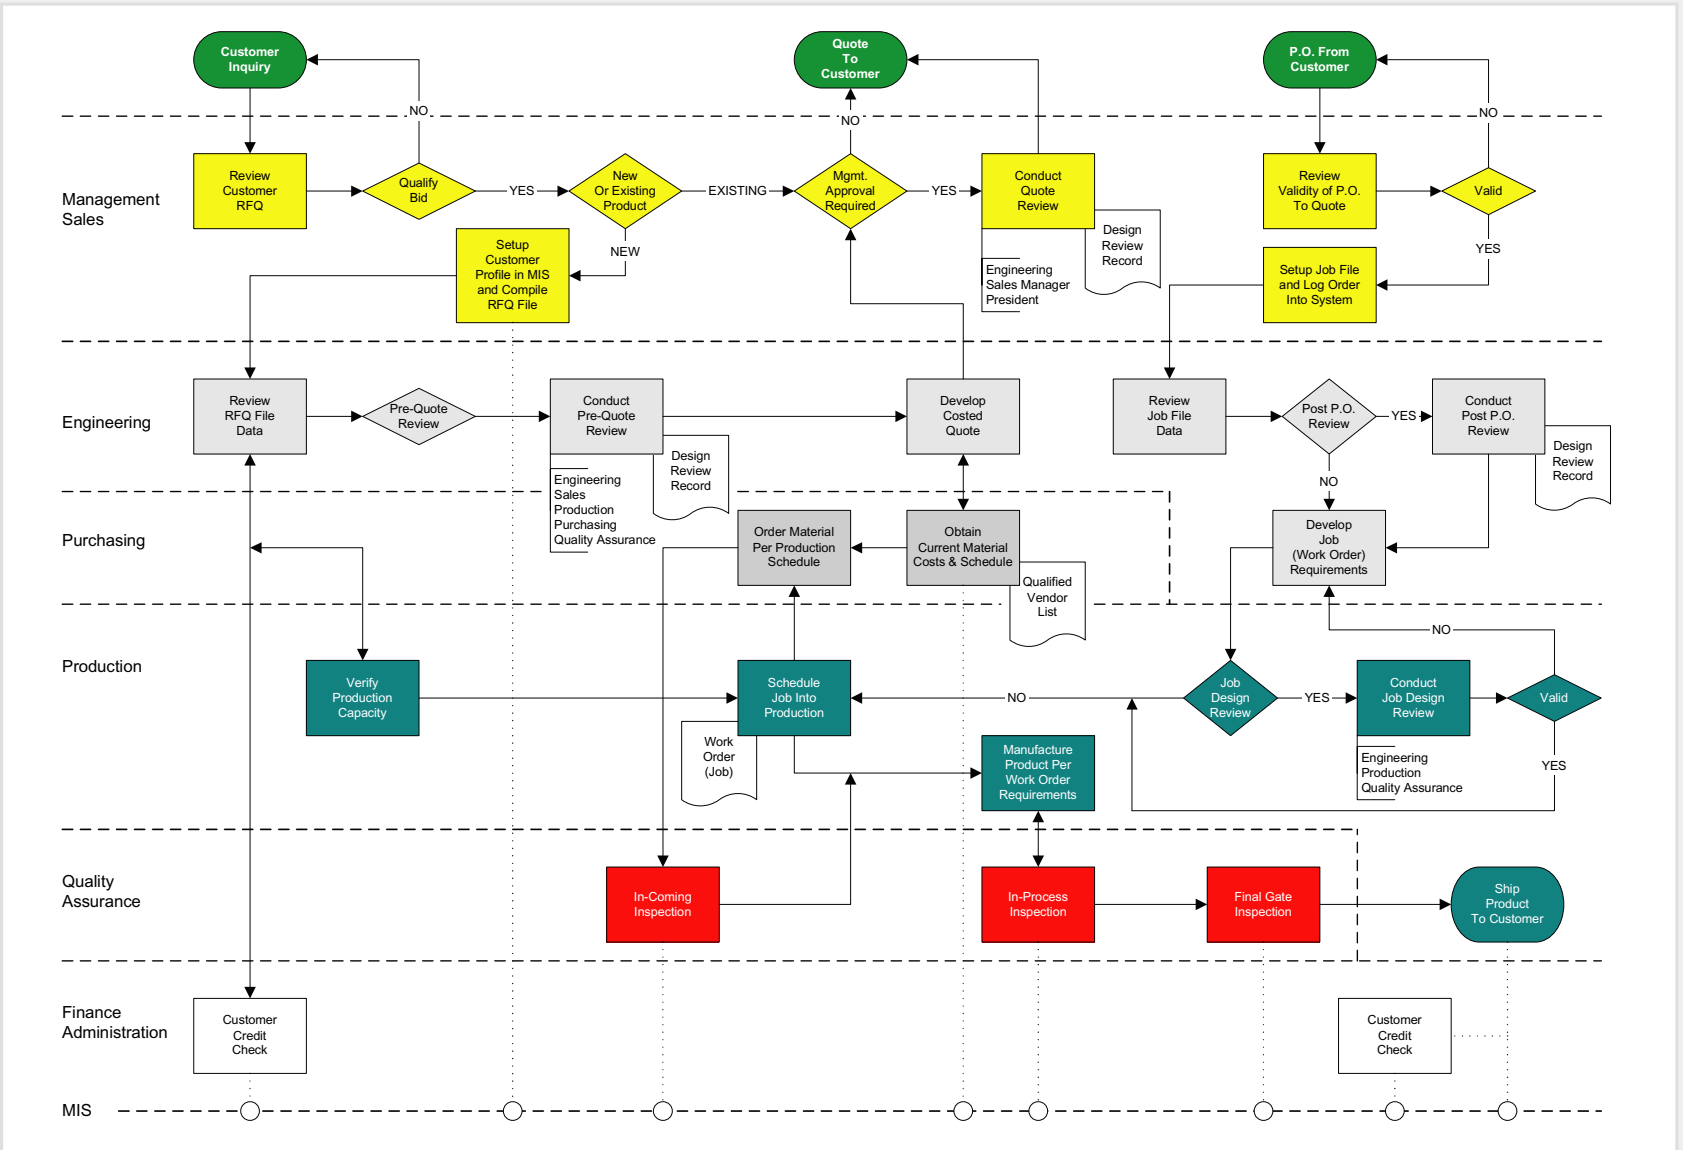 Customer
Inquiry
Quote
To
Customer
P.O. From
Customer
NO
NO
NO
Management
Sales
Review
Customer
RFQ
Qualify
Bid
YES
New
Or Existing
Product
EXISTING
Mgmt.
Approval
Required
YES
Conduct
Quote
Review
Design
Review
Record
Engineering
Sales Manager
President
Review
Validity of P.O.
To Quote
Valid
YES
NEW
Setup
Customer
Profile in MIS
and Compile
RFQ File
Setup Job File
and Log Order
Into System
Engineering
Review
RFQ File
Data
Pre-Quote
Review
Conduct
Pre-Quote
Review
Design
Review
Record
Engineering
Sales
Production
Purchasing
Quality Assurance
Develop
Costed
Quote
Review
Job File
Data
Post P.O.
Review
YES
Conduct
Post P.O.
Review
Design
Review
Record
NO
Purchasing
Order Material
Per Production
Schedule
Obtain
Current Material
Costs & Schedule
Qualified
Vendor
List
Develop
Job
(Work Order)
Requirements
NO
Production
Verify
Production
Capacity
Schedule
Job Into
Production
Work
Order
(Job)
NO
Job
Design
Review
YES
Conduct
Job Design
Review
Valid
Engineering
Production
Quality Assurance
YES
Manufacture
Product Per
Work Order
Requirements
Quality
Assurance
In-Coming
Inspection
In-Process
Inspection
Final Gate
Inspection
Ship
Product
To Customer
Finance
Administration
Customer
Credit
Check
Customer
Credit
Check
MIS